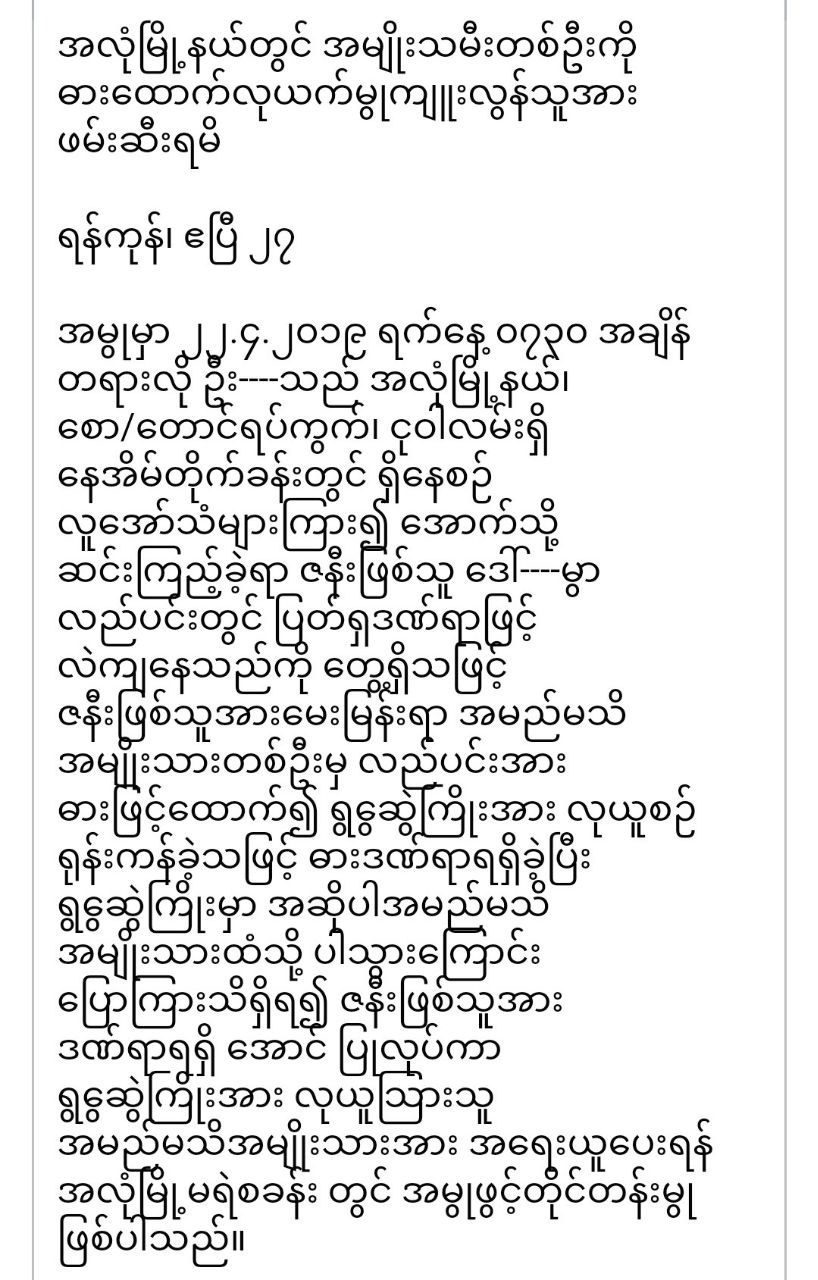 အလုံမြို့နယ်တွင် အမျိုးသမီးတစ်ဦးကို
ဓားထောက်လုယက်မွုကျူးလွန်သူအား
ဖမ်းဆီးရမိ
ရန်ကုန်၊ ဧပြီ ၂၇
အမွုမှာ ၂၂.၄.၂၀၁၉ ရက်နေ့ ၀၇၃၀ အချိန်
တရားလို ဦး----သည် အလုံမြို့နယ်၊
စော/တောင်ရပ်ကွက်၊ ငုဝါလမ်းရှိ
နေအိမ်တိုက်ခန်းတွင် ရှိနေစဉ်
လူအော်သံများကြား၍ အောက်သို့
ဆင်းကြည့်ခဲ့ရာ ဇနီးဖြစ်သူ ဒေါ်----မွာ
လည်ပင်းတွင် ပြတ်ရှဒဏ်ရာဖြင့်
လဲကျနေသည်ကို တွေ့ရှိသဖြင့်
ဇနီးဖြစ်သူအားမေးမြန်းရာ အမည်မသိ
အမျိုးသားတစ်ဦးမှ လည်ပင်းအား
ဓားဖြင့်ထောက်၍ ရွှေဆွဲကြိုးအား လုယူစဉ်
ရုန်းကန်ခဲ့သဖြင့် ဓားဒဏ်ရာရရှိခဲ့ပြီး
ရွှေဆွဲကြိုးမှာ အဆိုပါအမည်မသိ
အမျိုးသားထံသို့ ပါသွားကြောင်း
ပြောကြားသိရှိရ၍ ဇနီးဖြစ်သူအား
ဒဏ်ရာရရှိ အောင် ပြုလုပ်ကာ
ရွှေဆွဲကြိုးအား လုယူသြားသူ
အမည်မသိအမျိုးသားအား အရေးယူပေးရန်
အလုံမြို့မရဲစခန်း တွင် အမွုဖွင့်တိုင်တန်းမွု
ဖြစ်ပါသည်။